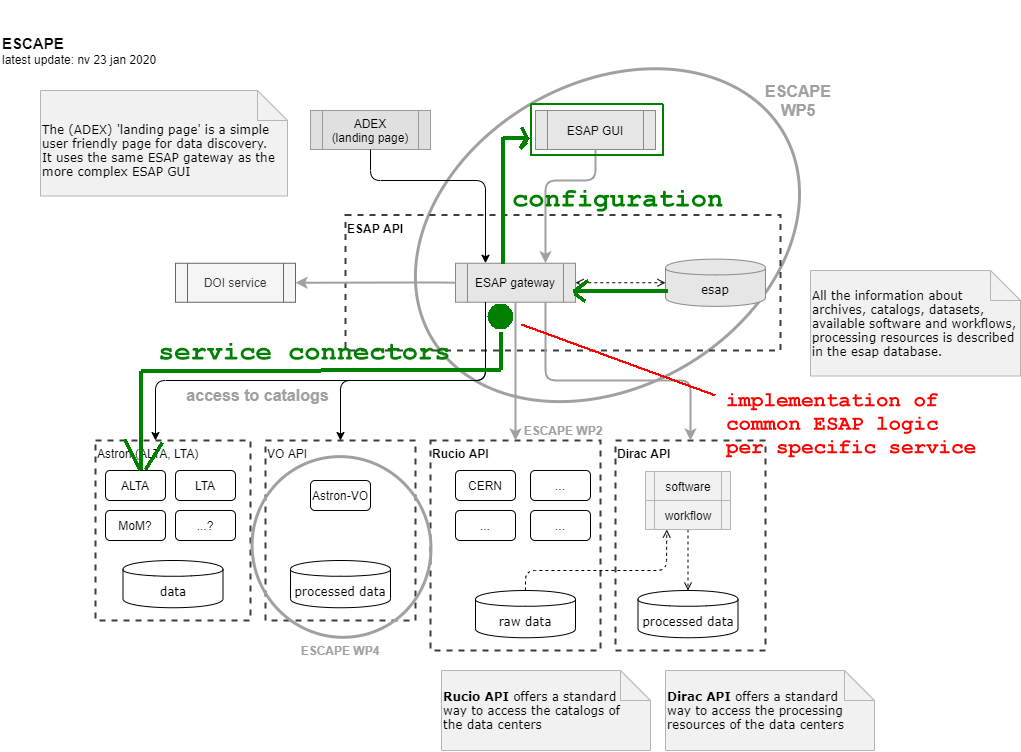 ESCAPE
latest update: nv 23 jan 2020
The (ADEX) 'landing page' is a simple
user friendly page for data discovery.
It uses the same ESAP gateway as the
more complex ESAP GUI
ADEX
(landing page)
ESAP GUI
ESCAPE
WP5
configuration
ESAP API
DOI service
ESAP gateway
esap
All the information about
archives, catalogs, datasets,
available software and workflows,
processing resources is described
in the esap database.
service connectors
access to catalogs
implementation of
common ESAP logic
per specific service
ESCAPE WP2
Astron (ALTA, LTA)
VO API
Rucio API
Dirac API
ALTA
LTA
MoM?
...?
data
Astron-VO
processed data
CERN
...
...
...
raw data
software
workflow
processed data
ESCAPE WP4
Rucio API offers a standard
way to access the catalogs of
the data centers
Dirac API offers a standard
way to access the processing
resources of the data centers